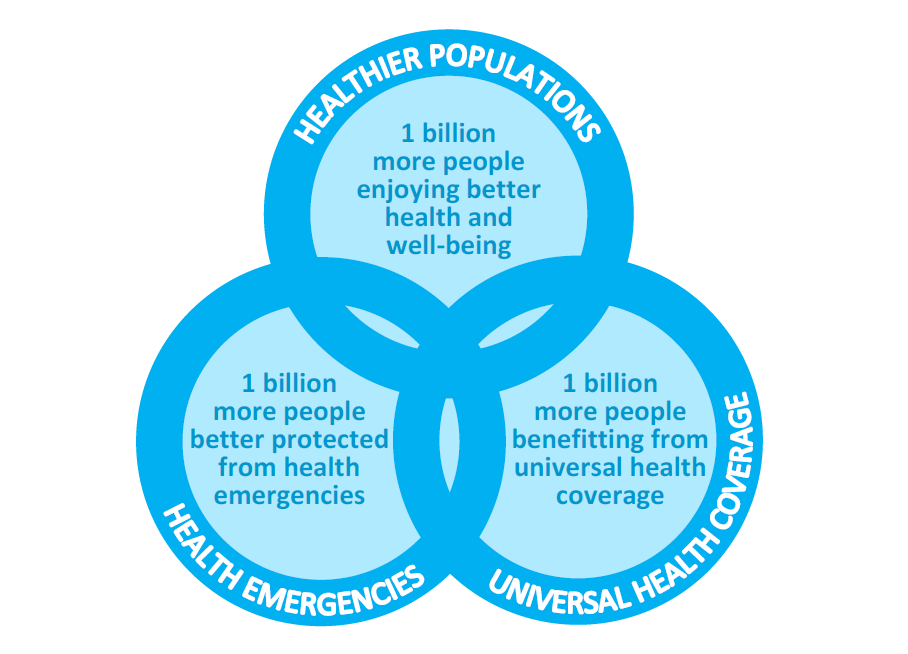 HEALTHIER POPULATIONS
1 billion
more people
enjoying better
health and
well-being
1 billion
more people
better protected
from health
emergencies
HEALTH EMERGENCIES
1 billion
more people
benefitting from
universal health
coverage
UNIVERSAL HEALTH COVERAGE